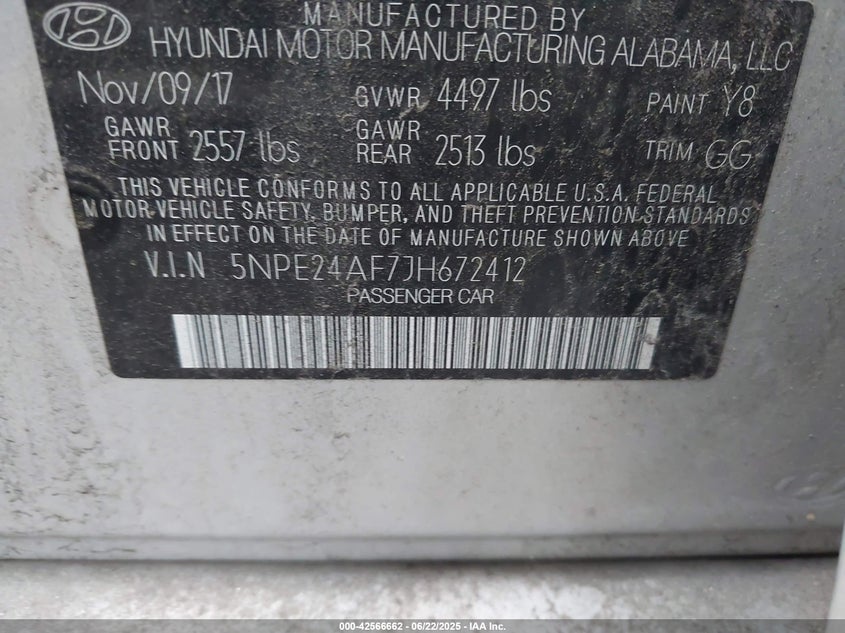 MANUFACTURED BY
HYUNDAI MOTOR MANUFACTURING ALABAMA, LLC
Nov/09/17 GVWR 4497 lbs PAINT Y8
GAWR FRONT 2557 lbs GAWR REAR 2513 lbs TRIM GG
THIS VEHICLE CONFORMS TO ALL APPLICABLE U.S.A. FEDERAL
MOTOR VEHICLE SAFETY, BUMPER, AND THEFT PREVENTION STANDARDS
IN EFFECT ON THE DATE OF MANUFACTURE SHOWN ABOVE
V.I.N 5NPE24AF7JH672412
PASSENGER CAR
000-42566662 - 06/22/2025 - IAA Inc.